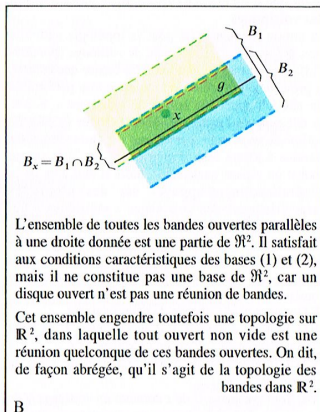 B₁
B₂
g
x
Bₓ = B₁ ∩ B₂
L'ensemble de toutes les bandes ouvertes parallèles
à une droite donnée est une partie de ℜ². Il satisfait
aux conditions caractéristiques des bases (1) et (2),
mais il ne constitue pas une base de ℜ², car un
disque ouvert n'est pas une réunion de bandes.
Cet ensemble engendre toutefois une topologie sur
ℝ², dans laquelle tout ouvert non vide est une
réunion quelconque de ces bandes ouvertes. On dit,
de façon abrégée, qu'il s'agit de la topologie des
bandes dans ℝ².
B